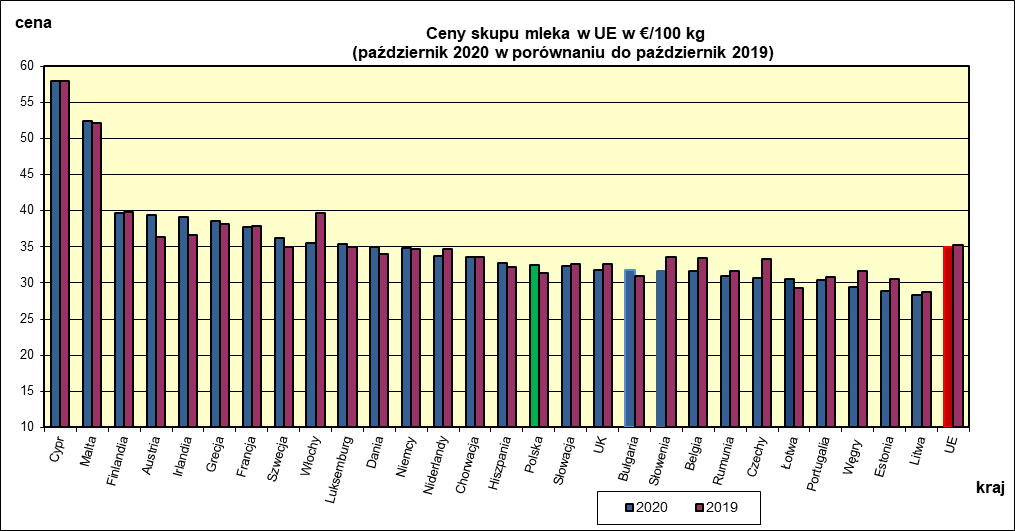 cena
Ceny skupu mleka w UE w €/100 kg
(październik 2020 w porównaniu do październik 2019)
60
55
50
45
40
35
30
25
20
15
10
Cypr
Malta
Finlandia
Austria
Irlandia
Grecja
Francja
Szwecja
Włochy
Luksemburg
Dania
Niemcy
Niderlandy
Chorwacja
Hiszpania
Polska
Słowacja
UK
Bułgaria
Słowenia
Belgia
Rumunia
Czechy
Łotwa
Portugalia
Węgry
Estonia
Litwa
UE
kraj
2020
2019